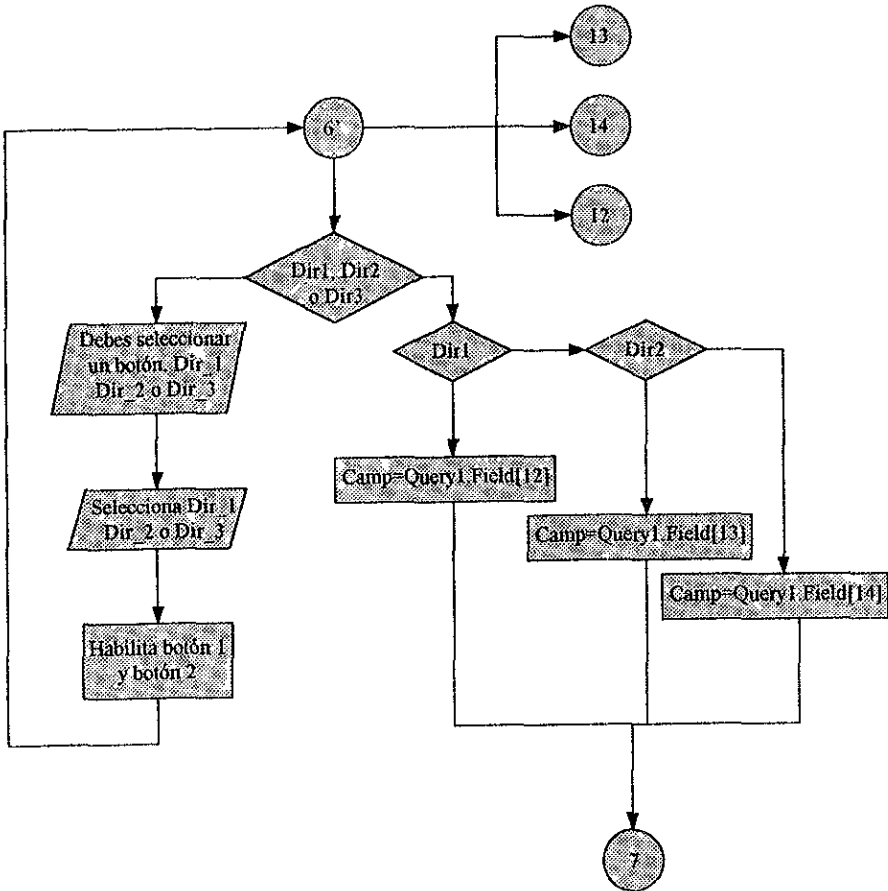 13
6'
14
12
Dir1, Dir2
o Dir3
Debes seleccionar
un botón, Dir_1
Dir_2 o Dir_3
Dir1
Dir2
Selecciona Dir_1
Dir_2 o Dir_3
Camp=Query1.Field[12]
Camp=Query1.Field[13]
Camp=Query1.Field[14]
Habilita botón 1
y botón 2
7